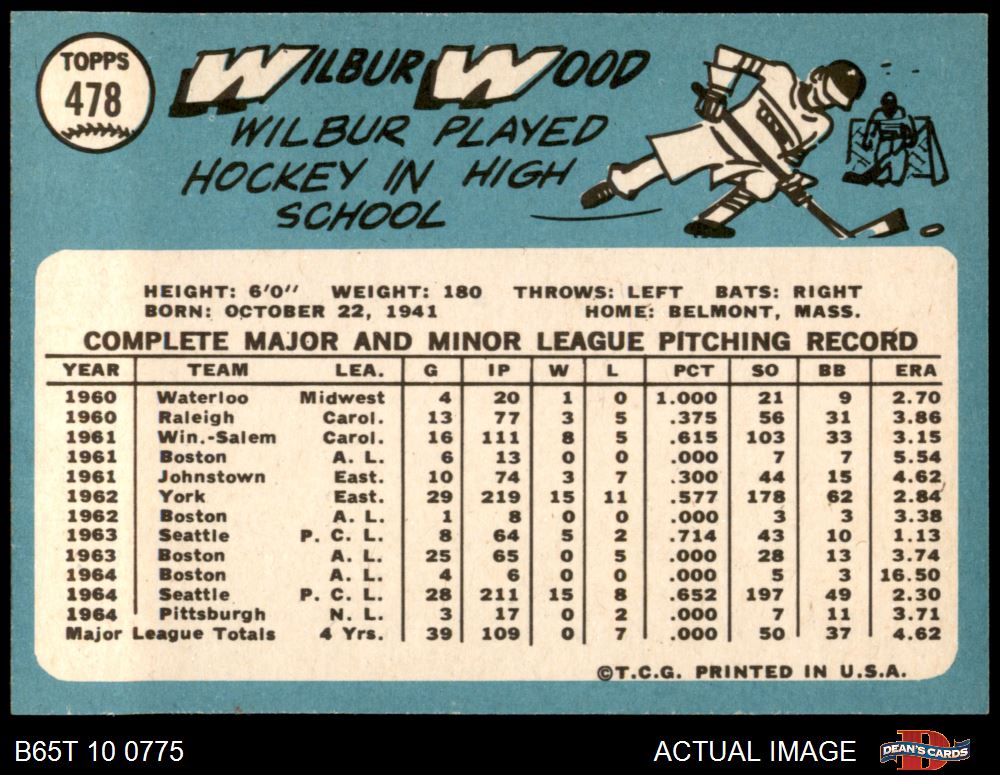 TOPPS
478
WILBUR WOOD
WILBUR PLAYED
HOCKEY IN HIGH
SCHOOL
HEIGHT: 6'0" WEIGHT: 180 THROWS: LEFT BATS: RIGHT
BORN: OCTOBER 22, 1941 HOME: BELMONT, MASS.
COMPLETE MAJOR AND MINOR LEAGUE PITCHING RECORD
YEAR TEAM LEA. G IP W L PCT SO BB ERA
1960 Waterloo Midwest 4 20 1 0 1.000 21 9 2.70
1960 Raleigh Carol. 13 77 3 5 .375 56 31 3.86
1961 Win.-Salem Carol. 16 111 8 5 .615 103 33 3.15
1961 Boston A. L. 6 13 0 0 .000 7 7 5.54
1961 Johnstown East. 10 74 3 7 .300 44 15 4.62
1962 York East. 29 219 15 11 .577 178 62 2.84
1962 Boston A. L. 1 8 0 0 .000 3 3 3.38
1963 Seattle P. C. L. 8 64 5 2 .714 43 10 1.13
1963 Boston A. L. 25 65 0 5 .000 28 13 3.74
1964 Boston A. L. 4 6 0 0 .000 5 3 16.50
1964 Seattle P. C. L. 28 211 15 8 .652 197 49 2.30
1964 Pittsburgh N. L. 3 17 0 2 .000 7 11 3.71
Major League Totals 4 Yrs. 39 109 0 7 .000 50 37 4.62
©T.C.G. PRINTED IN U.S.A.
B65T 10 0775 ACTUAL IMAGE DEAN'S CARDS